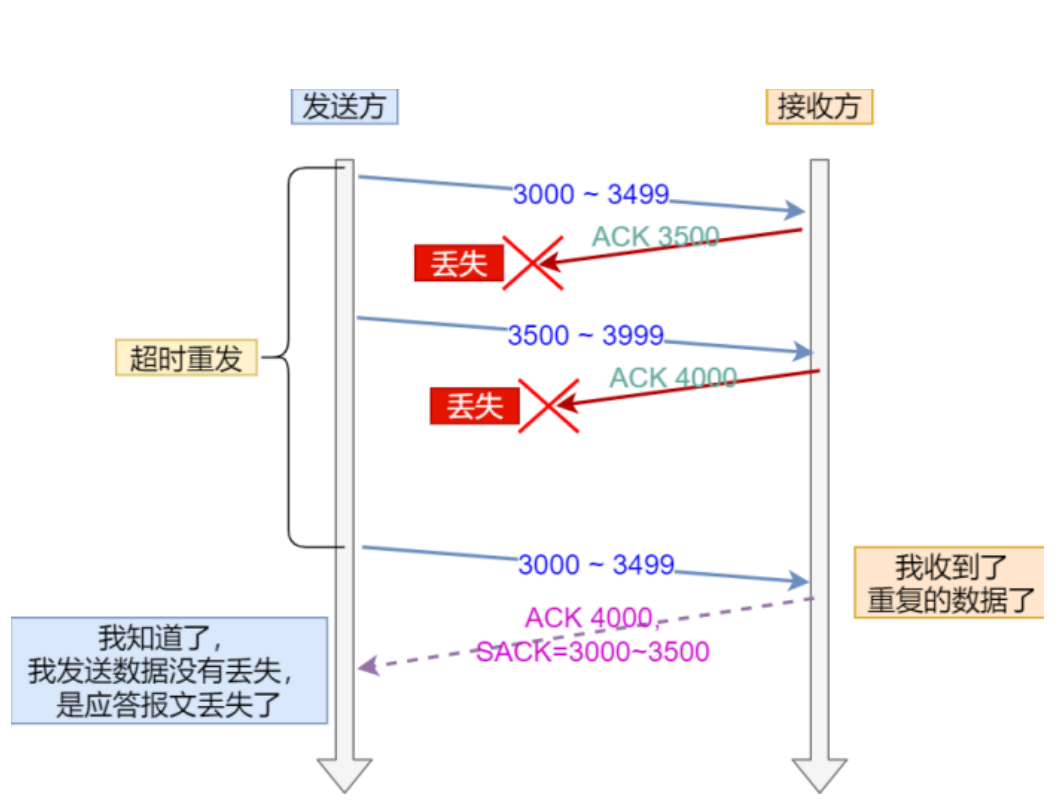 发送方
接收方
3000 ~ 3499
ACK 3500
丢失
3500 ~ 3999
超时重发
ACK 4000
丢失
3000 ~ 3499
我收到了
重复的数据了
ACK 4000,
SACK=3000~3500
我知道了，
我发送数据没有丢失，
是应答报文丢失了